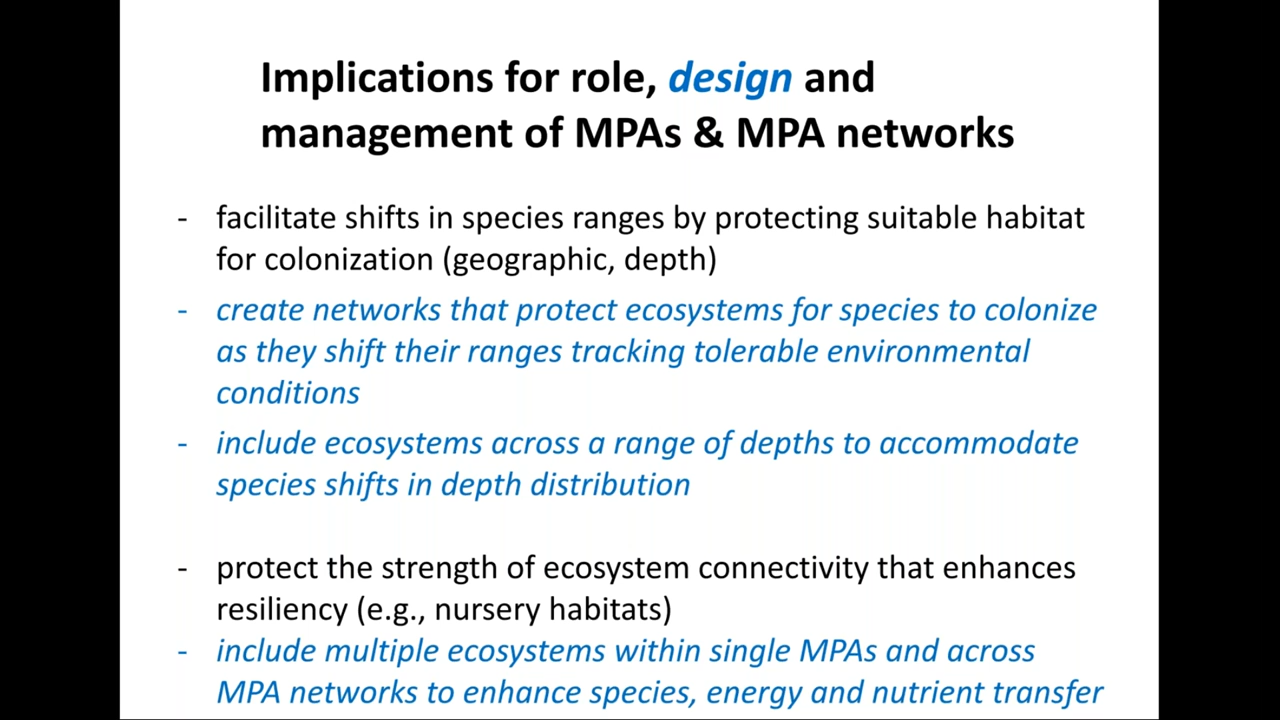 Implications for role, design and
management of MPAs & MPA networks
- facilitate shifts in species ranges by protecting suitable habitat
for colonization (geographic, depth)
- create networks that protect ecosystems for species to colonize
as they shift their ranges tracking tolerable environmental
conditions
- include ecosystems across a range of depths to accommodate
species shifts in depth distribution
- protect the strength of ecosystem connectivity that enhances
resiliency (e.g., nursery habitats)
- include multiple ecosystems within single MPAs and across
MPA networks to enhance species, energy and nutrient transfer